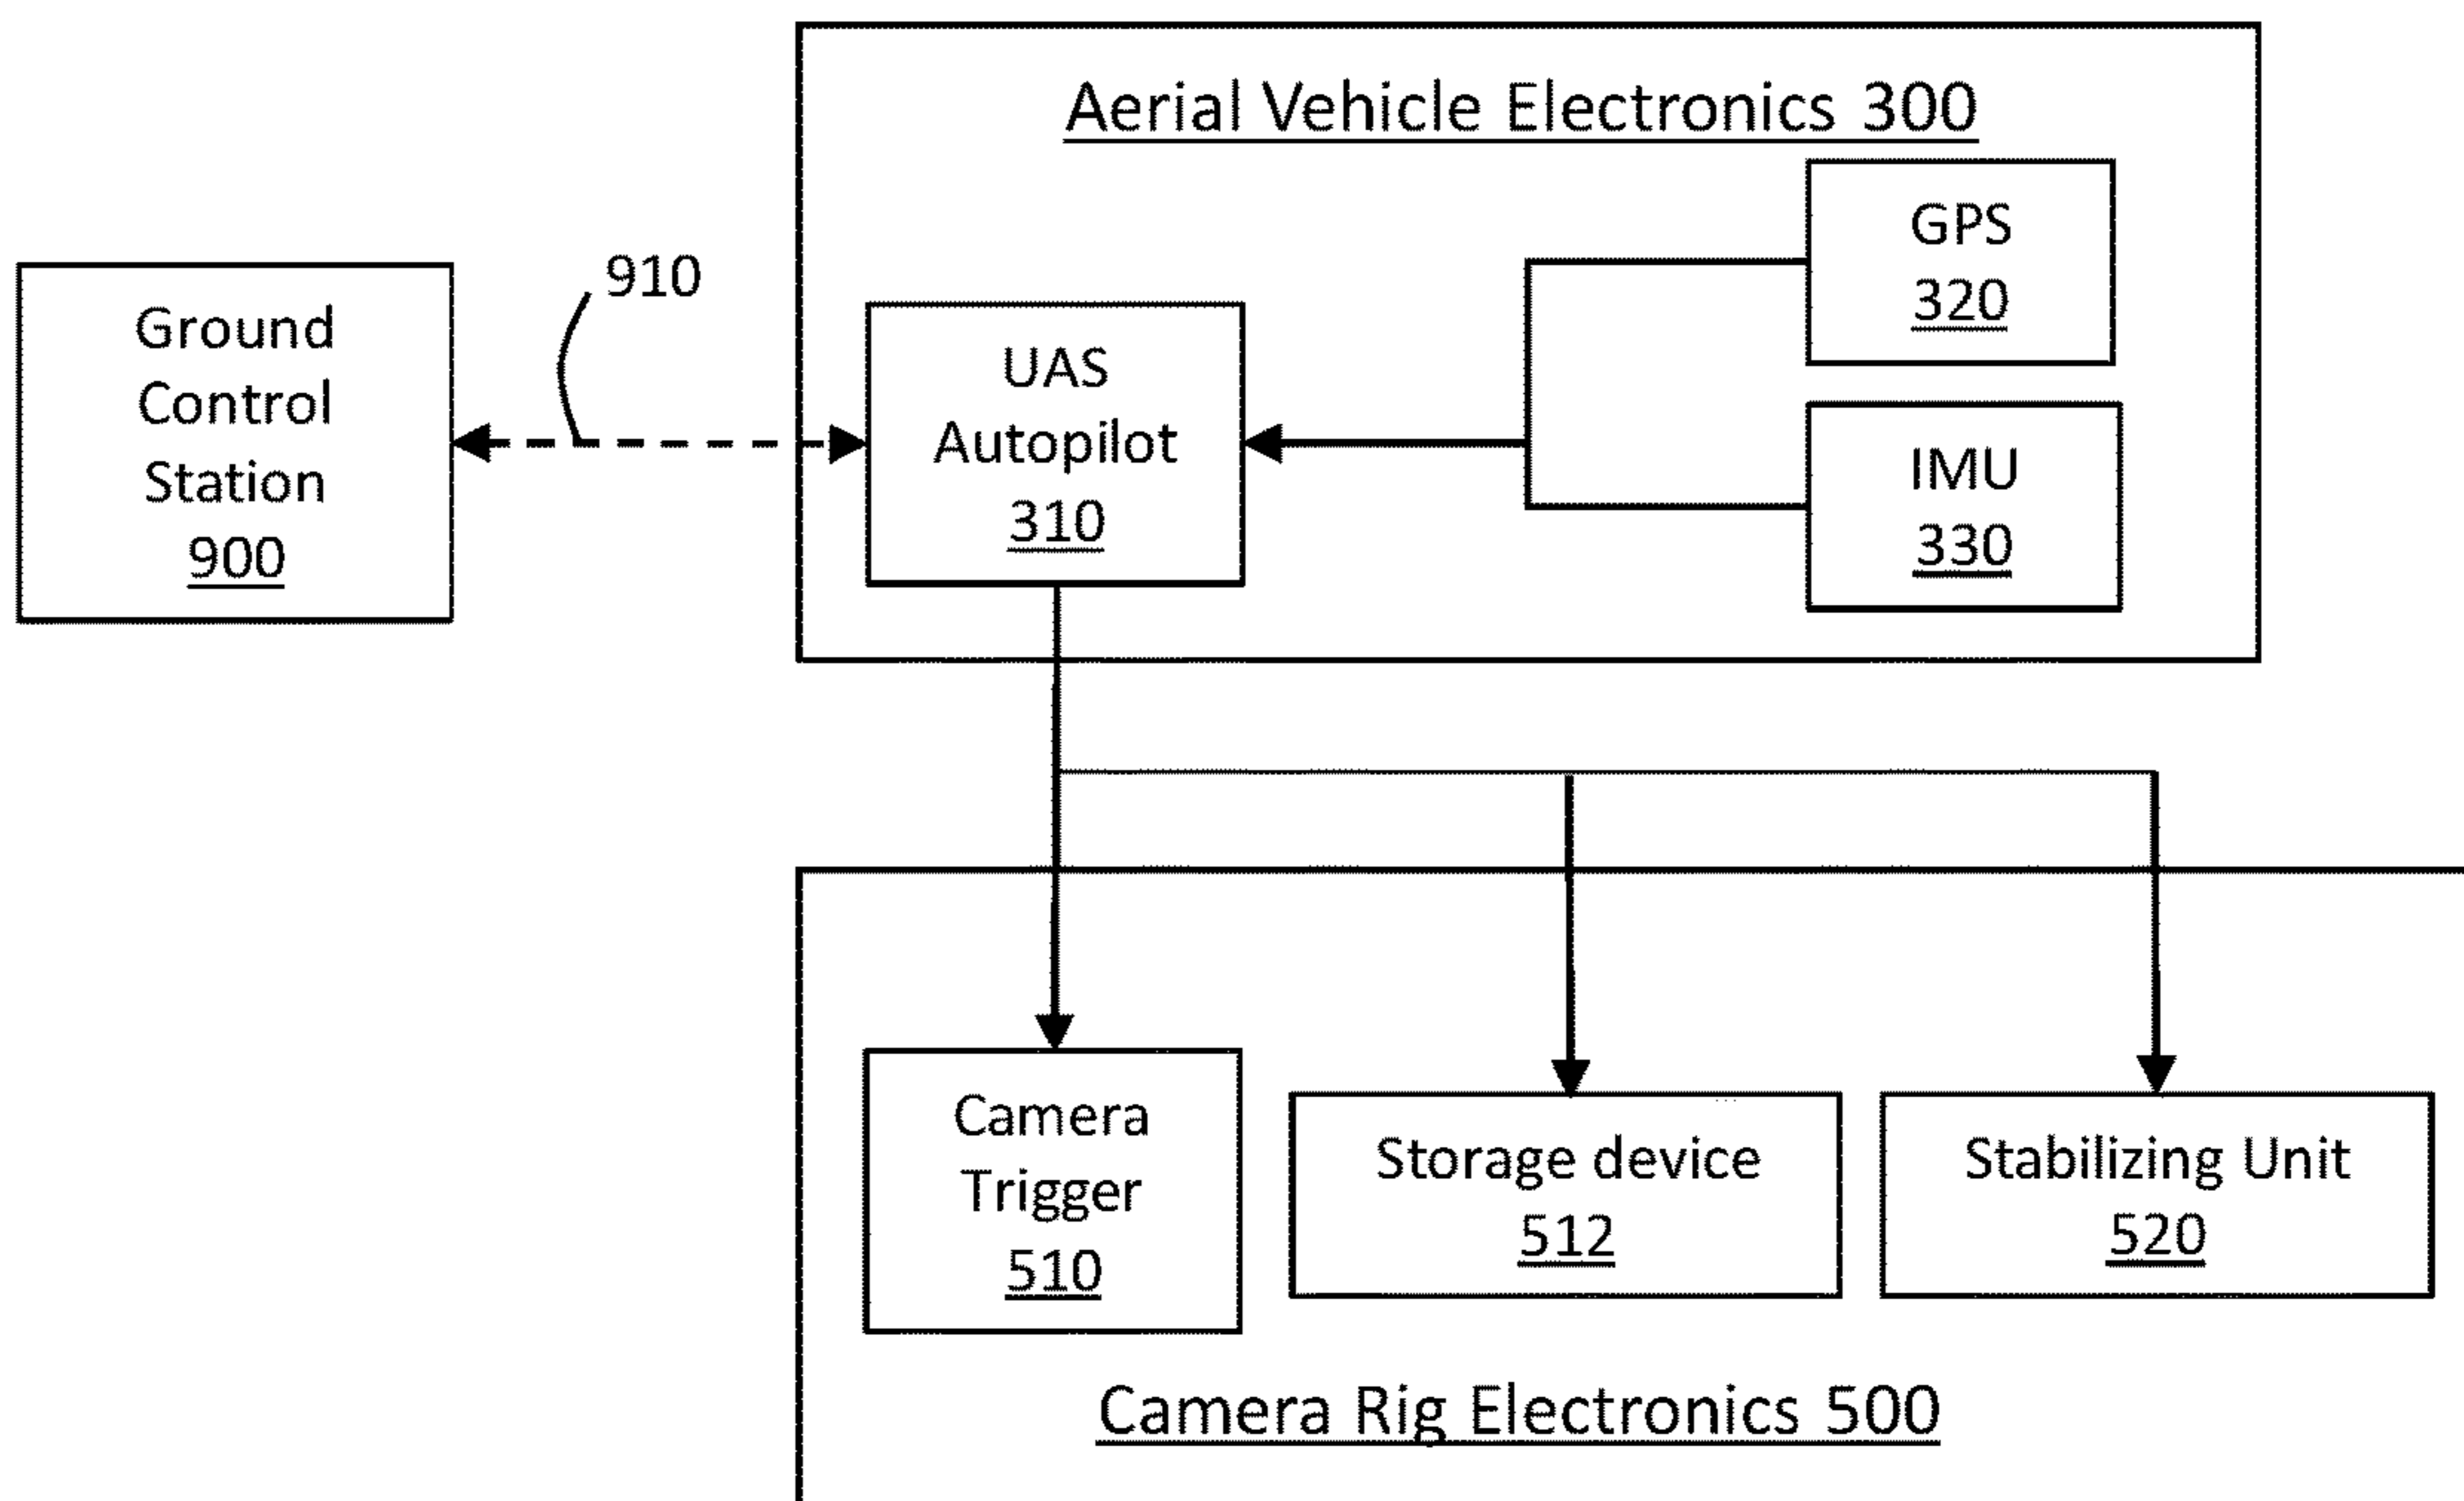 Aerial Vehicle Electronics 300
GPS
320
910
Ground
Control
Station
900
UAS
Autopilot
310
IMU
330
Camera
Trigger
510
Storage device
512
Stabilizing Unit
520
Camera Rig Electronics 500